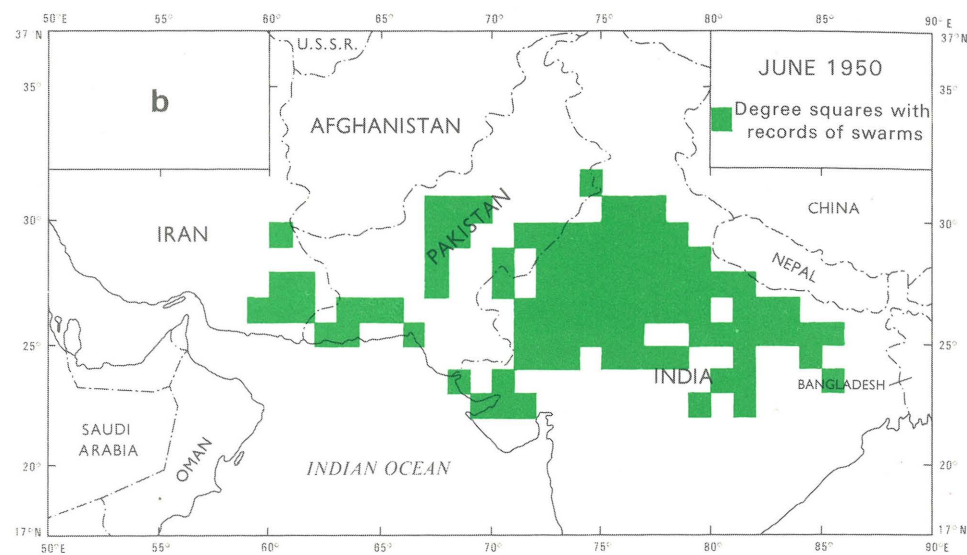 50°E 55° 60° 65° 70° 75° 80° 85° 90° E
37° N 37° N
U.S.S.R.
JUNE 1950
35° 35°
b
Degree squares with
records of swarms
AFGHANISTAN
30° 30°
PAKISTAN
CHINA
IRAN
NEPAL
25° 25°
INDIA
BANGLADESH
SAUDI
ARABIA
OMAN
INDIAN OCEAN
20° 20°
17°N 17°N
50°E 55° 60° 65° 70° 75° 80° 85° 90°E